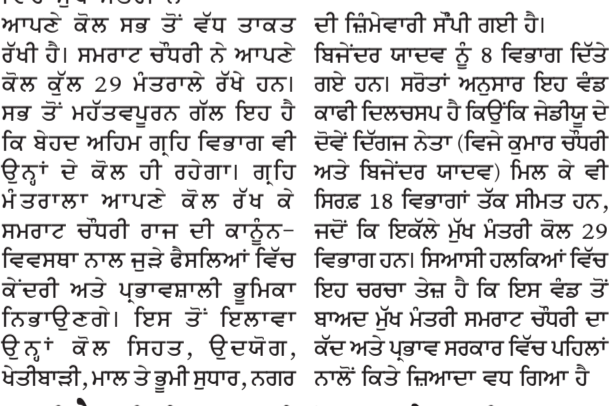 ਆਪਣੇ ਕੋਲ ਸਭ ਤੋਂ ਵੱਧ ਤਾਕਤ
ਰੱਖੀ ਹੈ। ਸਮਰਾਟ ਚੌਧਰੀ ਨੇ ਆਪਣੇ
ਕੋਲ ਕੁੱਲ 29 ਮੰਤਰਾਲੇ ਰੱਖੇ ਹਨ।
ਸਭ ਤੋਂ ਮਹੱਤਵਪੂਰਨ ਗੱਲ ਇਹ ਹੈ
ਕਿ ਬੇਹਦ ਅਹਿਮ ਗ੍ਰਹਿ ਵਿਭਾਗ ਵੀ
ਉਨ੍ਹਾਂ ਦੇ ਕੋਲ ਹੀ ਰਹੇਗਾ। ਗ੍ਰਹਿ
ਮੰਤਰਾਲਾ ਆਪਣੇ ਕੋਲ ਰੱਖ ਕੇ
ਸਮਰਾਟ ਚੌਧਰੀ ਰਾਜ ਦੀ ਕਾਨੂੰਨ-
ਵਿਵਸਥਾ ਨਾਲ ਜੁੜੇ ਫੈਸਲਿਆਂ ਵਿੱਚ
ਕੇਂਦਰੀ ਅਤੇ ਪ੍ਰਭਾਵਸ਼ਾਲੀ ਭੂਮਿਕਾ
ਨਿਭਾਉਣਗੇ। ਇਸ ਤੋਂ ਇਲਾਵਾ
ਉਨ੍ਹਾਂ ਕੋਲ ਸਿਹਤ, ਉਦਯੋਗ,
ਖੇਤੀਬਾੜੀ, ਮਾਲ ਤੇ ਭੂਮੀ ਸੁਧਾਰ, ਨਗਰ
ਦੀ ਜ਼ਿੰਮੇਵਾਰੀ ਸੌਂਪੀ ਗਈ ਹੈ।
ਬਿਜੇਂਦਰ ਯਾਦਵ ਨੂੰ 8 ਵਿਭਾਗ ਦਿੱਤੇ
ਗਏ ਹਨ। ਸਰੋਤਾਂ ਅਨੁਸਾਰ ਇਹ ਵੰਡ
ਕਾਫੀ ਦਿਲਚਸਪ ਹੈ ਕਿਉਂਕਿ ਜੇਡੀਯੂ ਦੇ
ਦੋਵੇਂ ਦਿੱਗਜ ਨੇਤਾ (ਵਿਜੇ ਕੁਮਾਰ ਚੌਧਰੀ
ਅਤੇ ਬਿਜੇਂਦਰ ਯਾਦਵ) ਮਿਲ ਕੇ ਵੀ
ਸਿਰਫ਼ 18 ਵਿਭਾਗਾਂ ਤੱਕ ਸੀਮਤ ਹਨ,
ਜਦੋਂ ਕਿ ਇਕੱਲੇ ਮੁੱਖ ਮੰਤਰੀ ਕੋਲ 29
ਵਿਭਾਗ ਹਨ। ਸਿਆਸੀ ਹਲਕਿਆਂ ਵਿੱਚ
ਇਹ ਚਰਚਾ ਤੇਜ਼ ਹੈ ਕਿ ਇਸ ਵੰਡ ਤੋਂ
ਬਾਅਦ ਮੁੱਖ ਮੰਤਰੀ ਸਮਰਾਟ ਚੌਧਰੀ ਦਾ
ਕੱਦ ਅਤੇ ਪ੍ਰਭਾਵ ਸਰਕਾਰ ਵਿੱਚ ਪਹਿਲਾਂ
ਨਾਲੋਂ ਕਿਤੇ ਜ਼ਿਆਦਾ ਵਧ ਗਿਆ ਹੈ